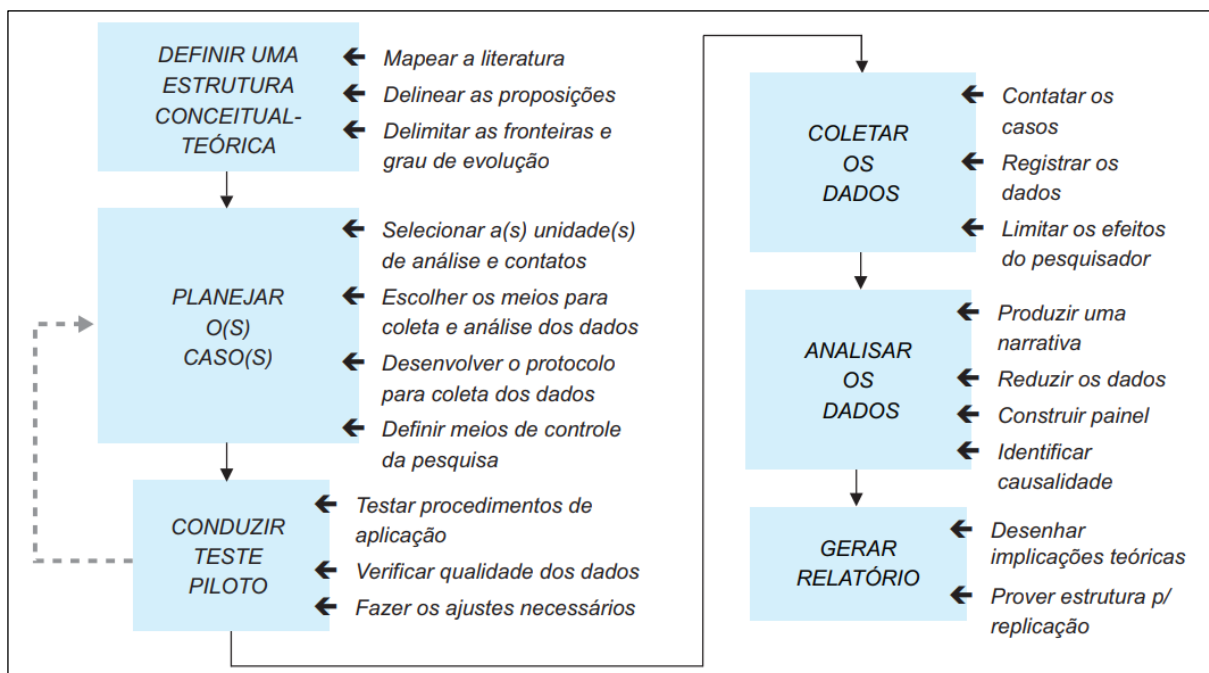 DEFINIR UMA
ESTRUTURA
CONCEITUAL-
TEÓRICA
Mapear a literatura
Delinear as proposições
Delimitar as fronteiras e
grau de evolução
PLANEJAR
O(S)
CASO(S)
Selecionar a(s) unidade(s)
de análise e contatos
Escolher os meios para
coleta e análise dos dados
Desenvolver o protocolo
para coleta dos dados
Definir meios de controle
da pesquisa
CONDUZIR
TESTE
PILOTO
Testar procedimentos de
aplicação
Verificar qualidade dos dados
Fazer os ajustes necessários
COLETAR
OS
DADOS
Contatar os
casos
Registrar os
dados
Limitar os efeitos
do pesquisador
ANALISAR
OS
DADOS
Produzir uma
narrativa
Reduzir os dados
Construir painel
Identificar
causalidade
GERAR
RELATÓRIO
Desenhar
implicações teóricas
Prover estrutura p/
replicação